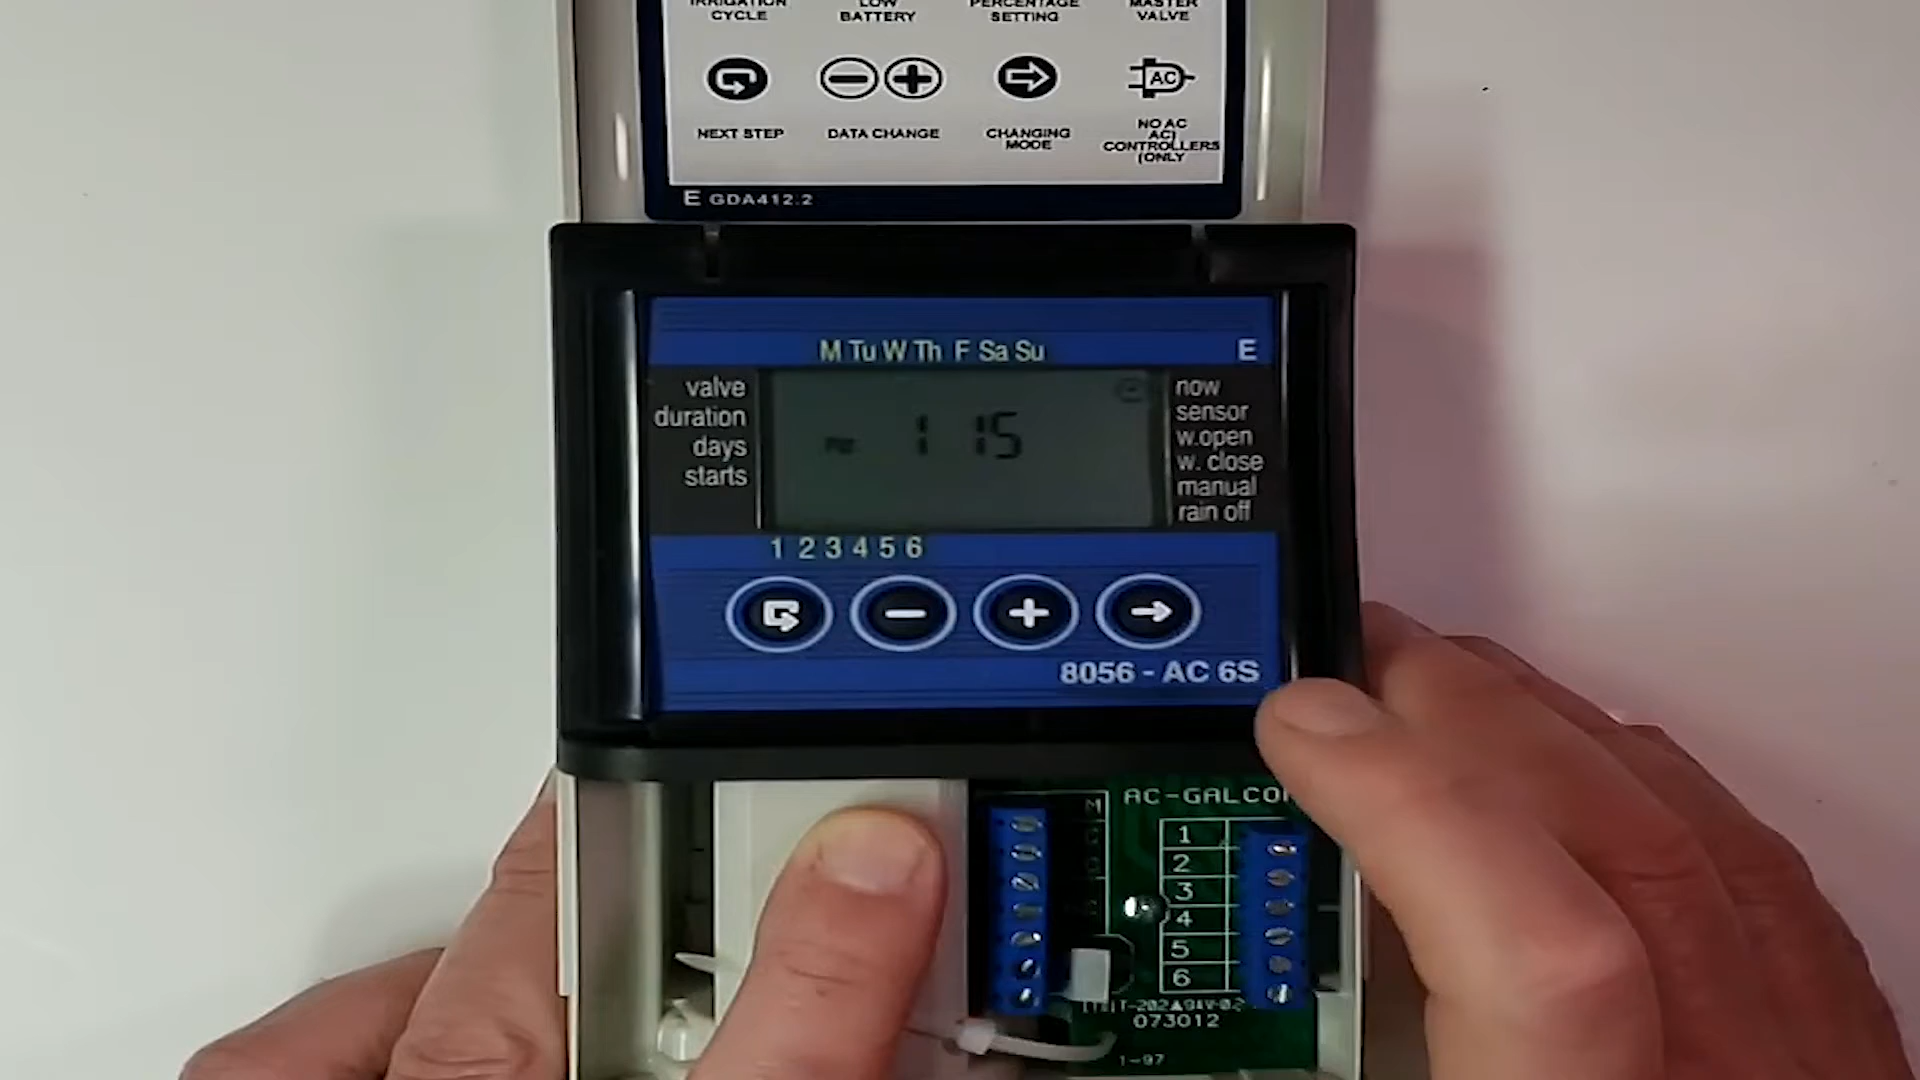 IRRIGATION CYCLE
LOW BATTERY
PERCENTAGE SETTING
MASTER VALVE
AC
NEXT STEP
DATA CHANGE
CHANGING MODE
NO AC
AC)
CONTROLLERS
(ONLY
E GDA412.2
M Tu W Th F Sa Su
E
valve
duration
days
starts
1 15
now
sensor
w.open
w. close
manual
rain off
1 2 3 4 5 6
8056 - AC 6S
AC-GALCON
M
1
2
3
4
5
6
073012
1-97